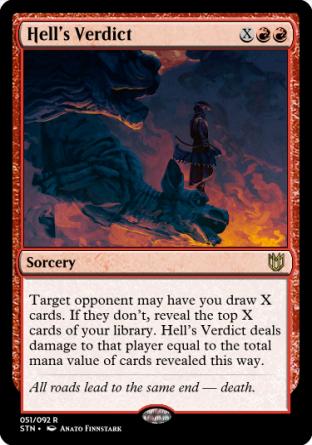 Hell's Verdict XRR
Sorcery
Target opponent may have you draw X
cards. If they don't, reveal the top X
cards of your library. Hell's Verdict deals
damage to that player equal to the total
mana value of cards revealed this way.
All roads lead to the same end — death.
051/092 R
STN • Anato Finnstark